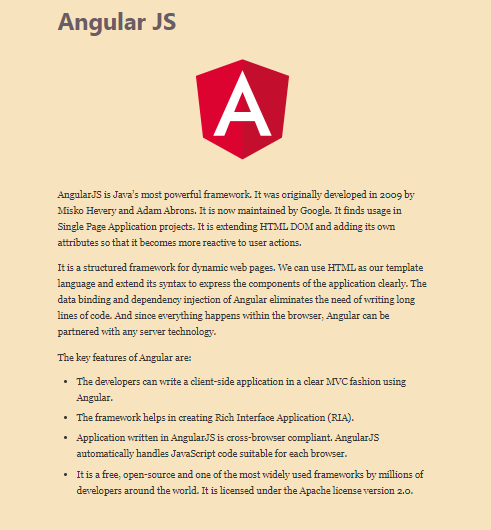 Angular JS
A
AngularJS is Java's most powerful framework. It was originally developed in 2009 by
Misko Hevery and Adam Abrons. It is now maintained by Google. It finds usage in
Single Page Application projects. It is extending HTML DOM and adding its own
attributes so that it becomes more reactive to user actions.
It is a structured framework for dynamic web pages. We can use HTML as our template
language and extend its syntax to express the components of the application clearly. The
data binding and dependency injection of Angular eliminates the need of writing long
lines of code. And since everything happens within the browser, Angular can be
partnered with any server technology.
The key features of Angular are:
• The developers can write a client-side application in a clear MVC fashion using
Angular.
• The framework helps in creating Rich Interface Application (RIA).
• Application written in AngularJS is cross-browser compliant. AngularJS
automatically handles JavaScript code suitable for each browser.
• It is a free, open-source and one of the most widely used frameworks by millions of
developers around the world. It is licensed under the Apache license version 2.0.